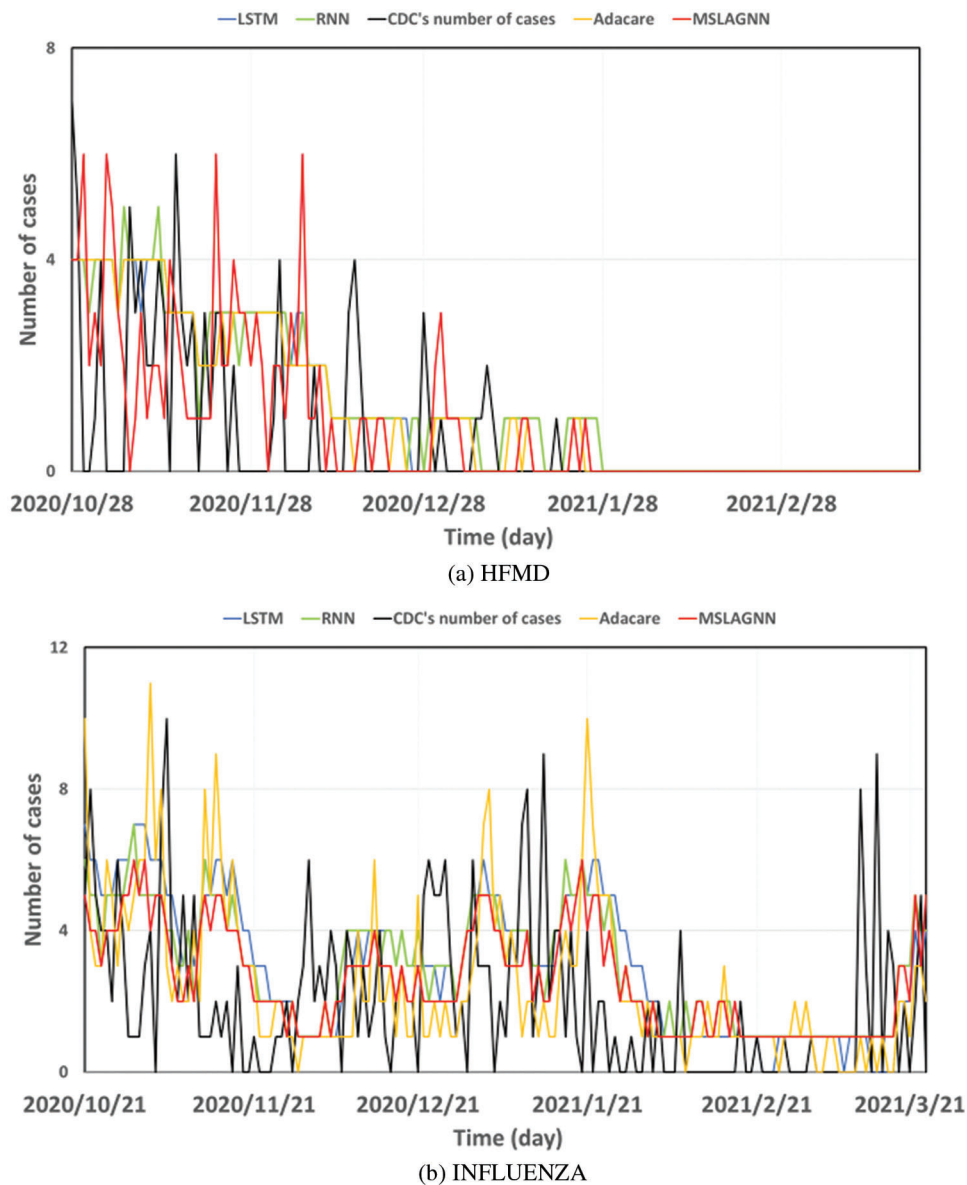 LSTM RNN CDC's number of cases Adacare MSLAGNN
8
4
0
Number of cases
2020/10/28 2020/11/28 2020/12/28 2021/1/28 2021/2/28
Time (day)
(a) HFMD
LSTM RNN CDC's number of cases Adacare MSLAGNN
12
8
4
0
Number of cases
2020/10/21 2020/11/21 2020/12/21 2021/1/21 2021/2/21 2021/3/21
Time (day)
(b) INFLUENZA